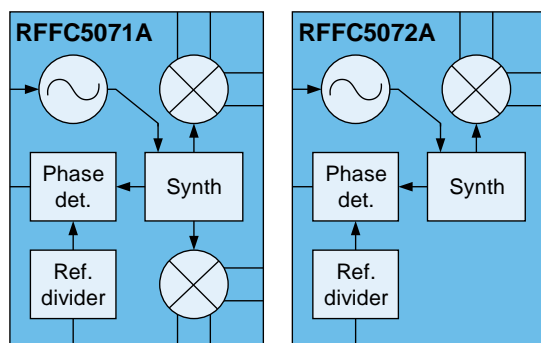 RFFC5071A
Phase
det.
Synth
Ref.
divider
RFFC5072A
Phase
det.
Synth
Ref.
divider